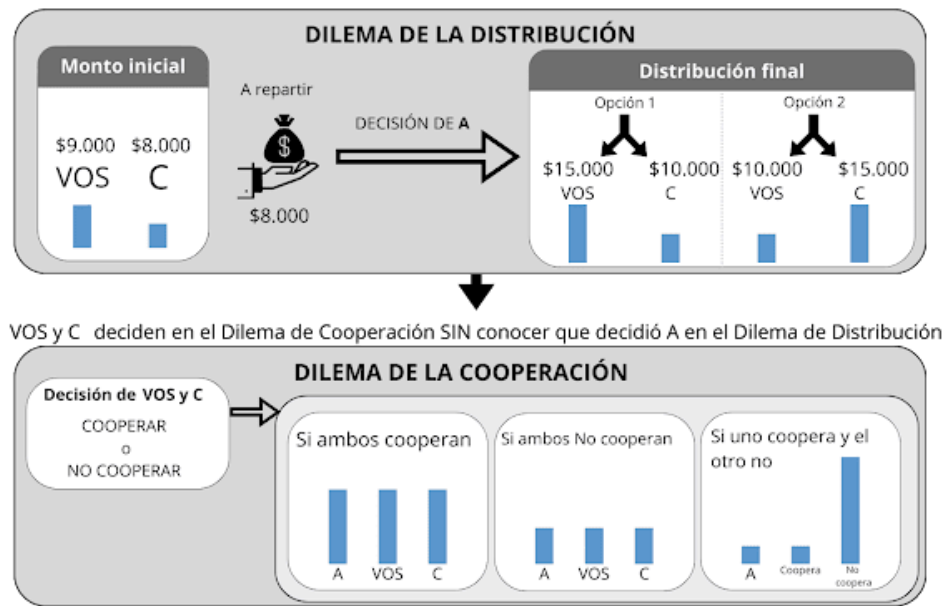 DILEMA DE LA DISTRIBUCIÓN
Monto inicial
$9.000 $8.000
VOS C
A repartir
$
$8.000
DECISIÓN DE A
Distribución final
Opción 1
Opción 2
$15.000 $10.000 $10.000 $15.000
VOS C VOS C
VOS y C deciden en el Dilema de Cooperación SIN conocer que decidió A en el Dilema de Distribución
DILEMA DE LA COOPERACIÓN
Decisión de VOS y C
COOPERAR
o
NO COOPERAR
Si ambos cooperan
A VOS C
Si ambos No cooperan
A VOS C
Si uno coopera y el
otro no
A Coopera No
coopera